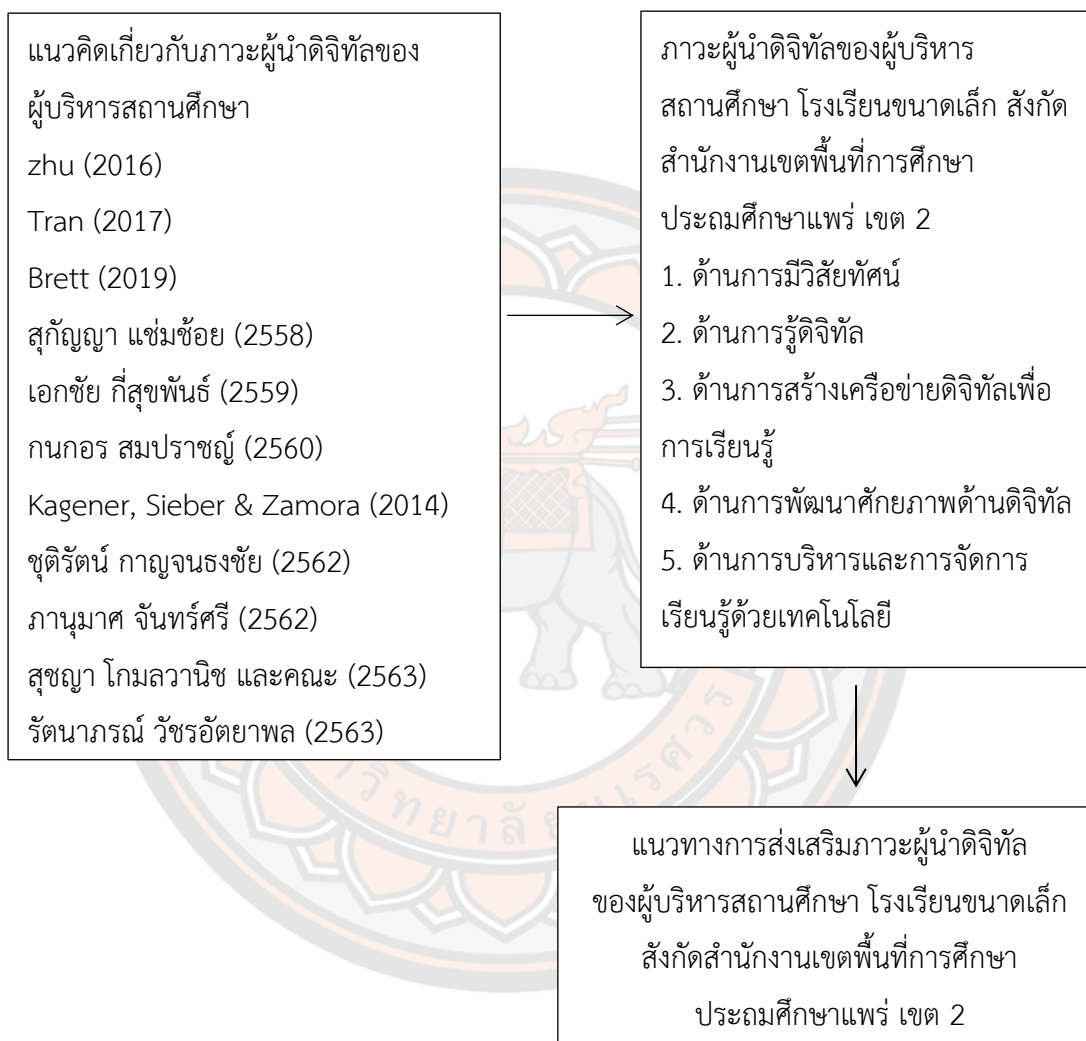 แนวคิดเกี่ยวกับภาวะผู้นำดิจิทัลของ
ผู้บริหารสถานศึกษา
zhu (2016)
Tran (2017)
Brett (2019)
สุกัญญา แช่มช้อย (2558)
เอกชัย กี่สุขพันธ์ (2559)
กนกอร สมปราชญ์ (2560)
Kagener, Sieber & Zamora (2014)
ชุติรัตน์ กาญจนธงชัย (2562)
ภานุมาศ จันทร์ศรี (2562)
สุชญา โกมลวานิช และคณะ (2563)
รัตนาภรณ์ วัชรอัตยาพล (2563)
ภาวะผู้นำดิจิทัลของผู้บริหาร
สถานศึกษา โรงเรียนขนาดเล็ก สังกัด
สำนักงานเขตพื้นที่การศึกษา
ประถมศึกษาแพร่ เขต 2
1. ด้านการมีวิสัยทัศน์
2. ด้านการรู้ดิจิทัล
3. ด้านการสร้างเครือข่ายดิจิทัลเพื่อ
การเรียนรู้
4. ด้านการพัฒนาศักยภาพด้านดิจิทัล
5. ด้านการบริหารและการจัดการ
เรียนรู้ด้วยเทคโนโลยี
แนวทางการส่งเสริมภาวะผู้นำดิจิทัล
ของผู้บริหารสถานศึกษา โรงเรียนขนาดเล็ก
สังกัดสำนักงานเขตพื้นที่การศึกษา
ประถมศึกษาแพร่ เขต 2